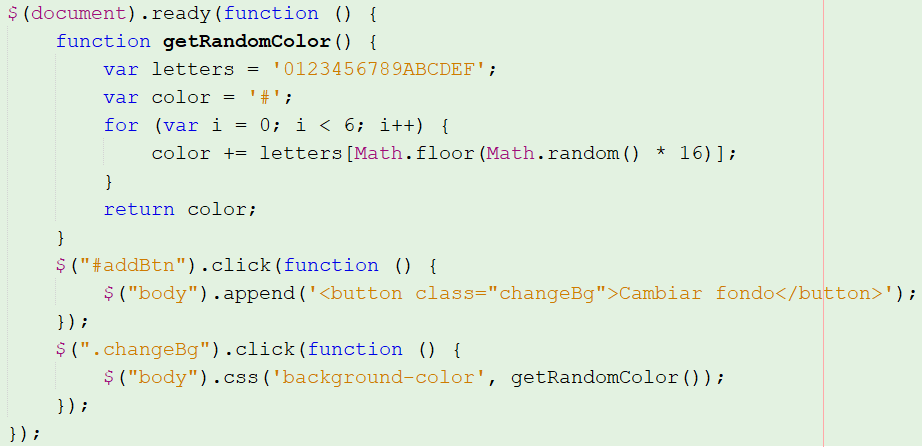 $(document).ready(function () {
    function getRandomColor() {
        var letters = '0123456789ABCDEF';
        var color = '#';
        for (var i = 0; i < 6; i++) {
            color += letters[Math.floor(Math.random() * 16)];
        }
        return color;
    }
    $("#addBtn").click(function () {
        $("body").append('<button class="changeBg">Cambiar fondo</button>');
    });
    $(".changeBg").click(function () {
        $("body").css('background-color', getRandomColor());
    });
});